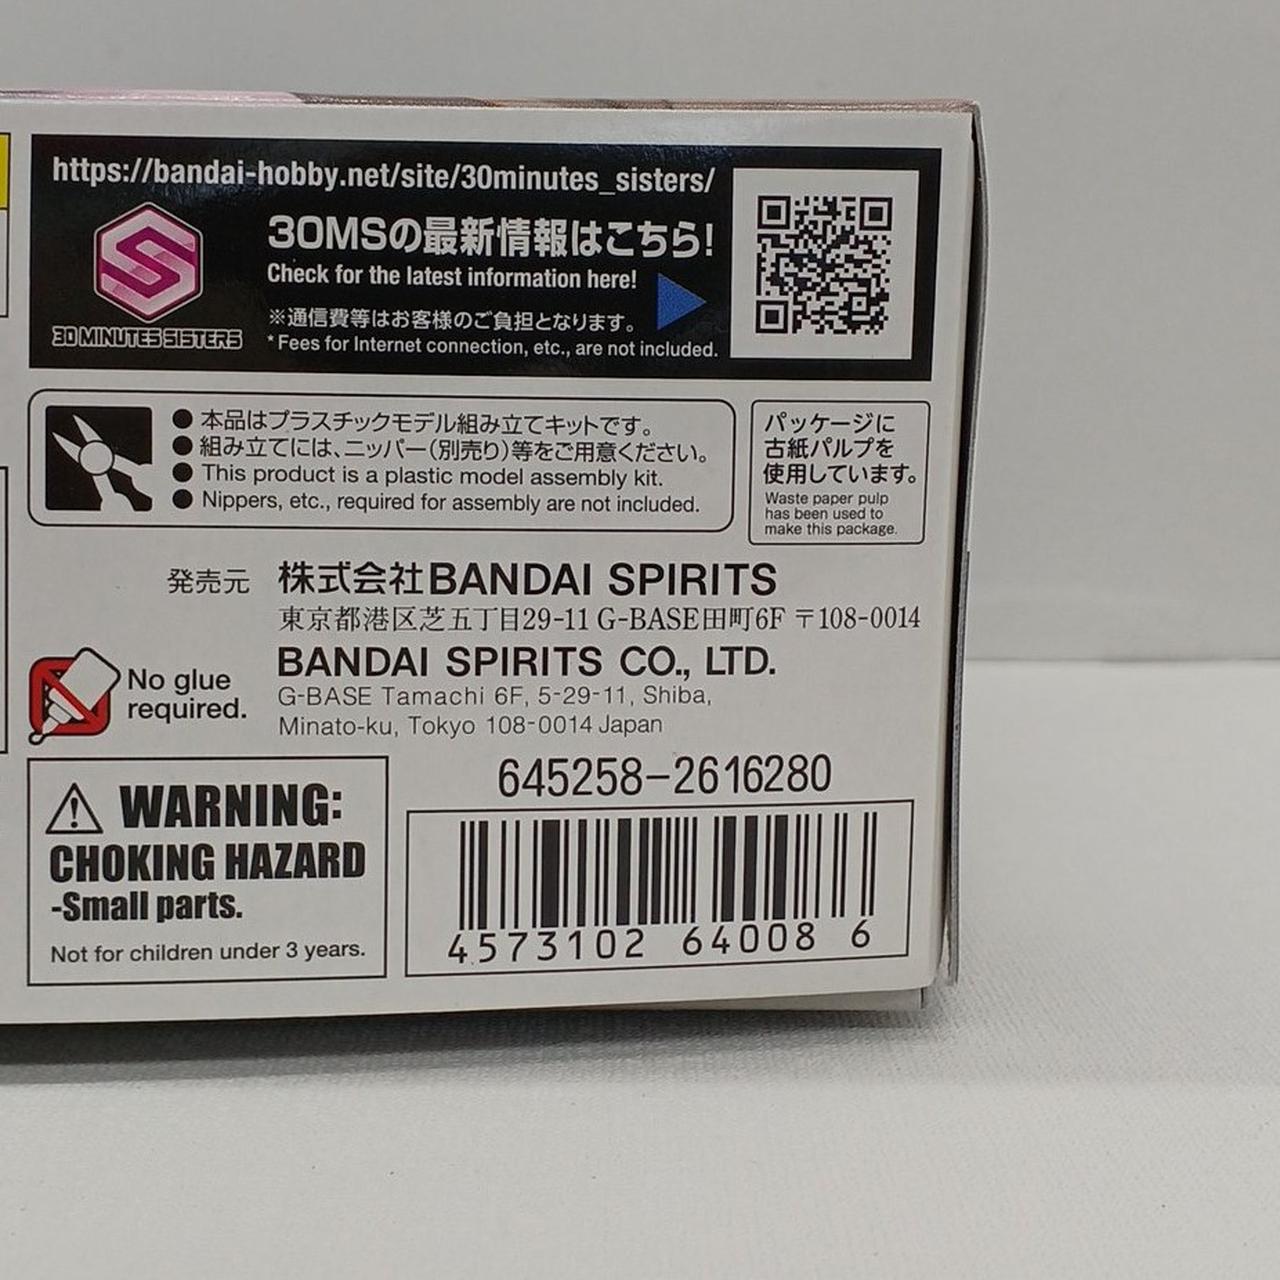 https://bandai-hobby.net/site/30minutes_sisters/
30MSの最新情報はこちら!
Check for the latest information here!
※通信費等はお客様のご負担となります。
*Fees for Internet connection, etc., are not included.
30 MINUTES SISTERS
●本品はプラスチックモデル組み立てキットです。
●組み立てには、ニッパー(別売り)等をご用意ください。
●This product is a plastic model assembly kit.
●Nippers, etc., required for assembly are not included.
パッケージに
古紙パルプを
使用しています。
Waste paper pulp
has been used to
make this package.
発売元 株式会社BANDAI SPIRITS
東京都港区芝五丁目29-11 G-BASE田町6F 〒108-0014
BANDAI SPIRITS CO., LTD.
G-BASE Tamachi 6F, 5-29-11, Shiba,
Minato-ku, Tokyo 108-0014 Japan
No glue
required.
645258-2616280
⚠ WARNING:
CHOKING HAZARD
-Small parts.
Not for children under 3 years.
4573102 64008 6